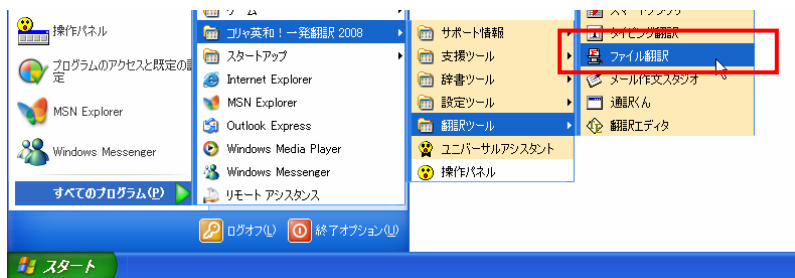 操作パネル
プログラムのアクセスと既定の
定
MSN Explorer
Windows Messenger
すべてのプログラム(P)
ゲーム
コリャ英和！一発翻訳 2008
スタートアップ
Internet Explorer
MSN Explorer
Outlook Express
Windows Media Player
Windows Messenger
リモート アシスタンス
サポート情報
支援ツール
辞書ツール
設定ツール
翻訳ツール
ユニバーサルアシスタント
操作パネル
タイピング翻訳
ファイル翻訳
メール作文スタジオ
通訳くん
翻訳エディタ
ログオフ(L)
終了オプション(U)
スタート